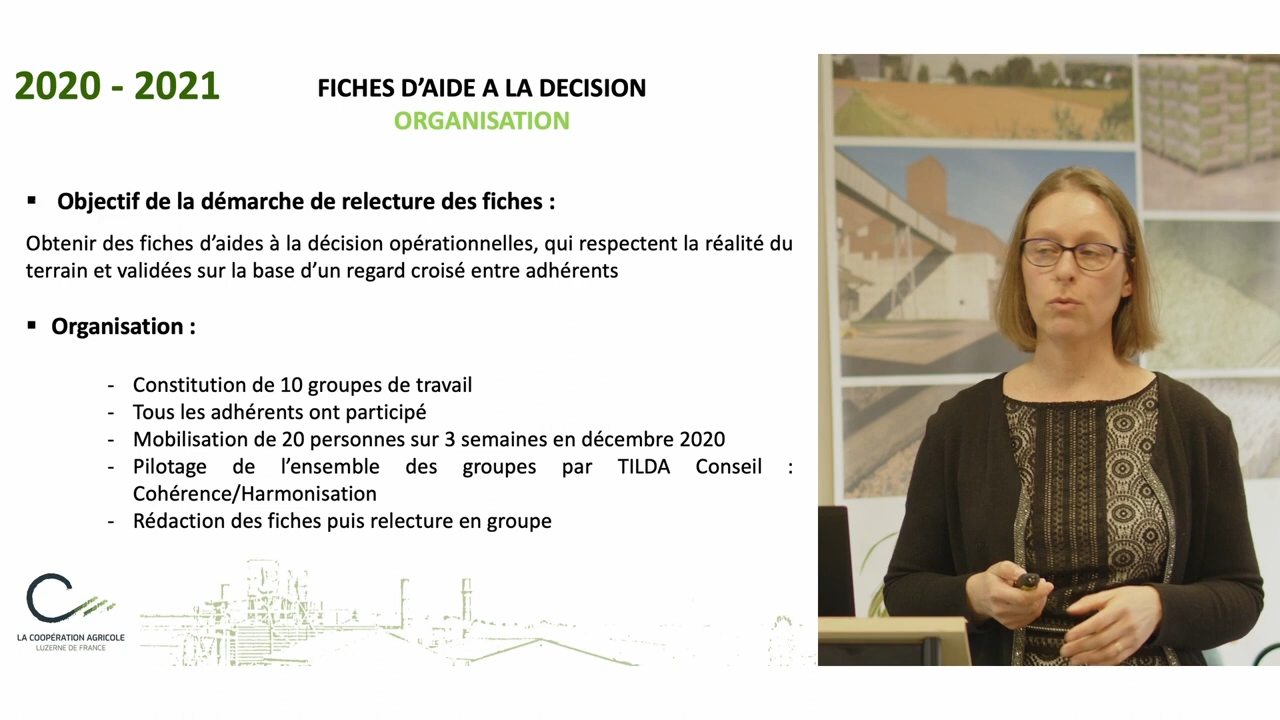 2020 - 2021
FICHES D’AIDE A LA DECISION
ORGANISATION
▪ Objectif de la démarche de relecture des fiches :
Obtenir des fiches d’aides à la décision opérationnelles, qui respectent la réalité du
terrain et validées sur la base d’un regard croisé entre adhérents
▪ Organisation :
- Constitution de 10 groupes de travail
- Tous les adhérents ont participé
- Mobilisation de 20 personnes sur 3 semaines en décembre 2020
- Pilotage de l’ensemble des groupes par TILDA Conseil :
Cohérence/Harmonisation
- Rédaction des fiches puis relecture en groupe
LA COOPÉRATION AGRICOLE
LUZERNE DE FRANCE